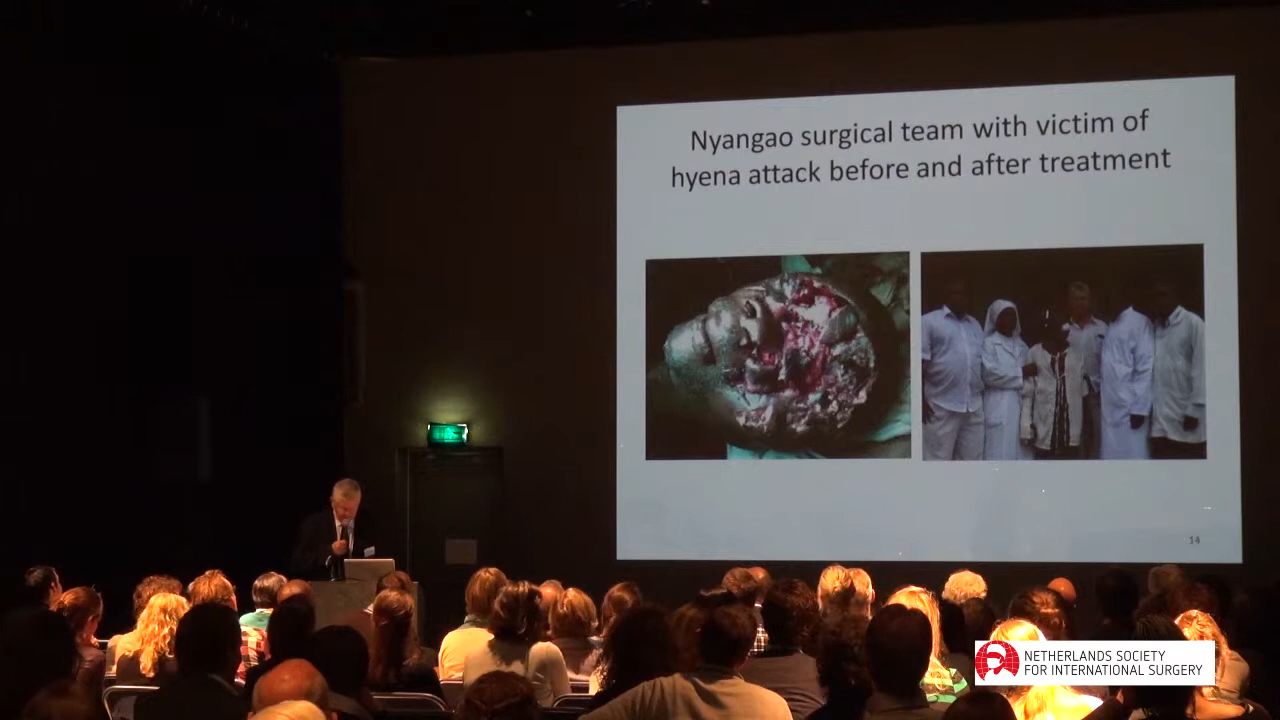 Nyangao surgical team with victim of
hyena attack before and after treatment
14
NETHERLANDS SOCIETY
FOR INTERNATIONAL SURGERY